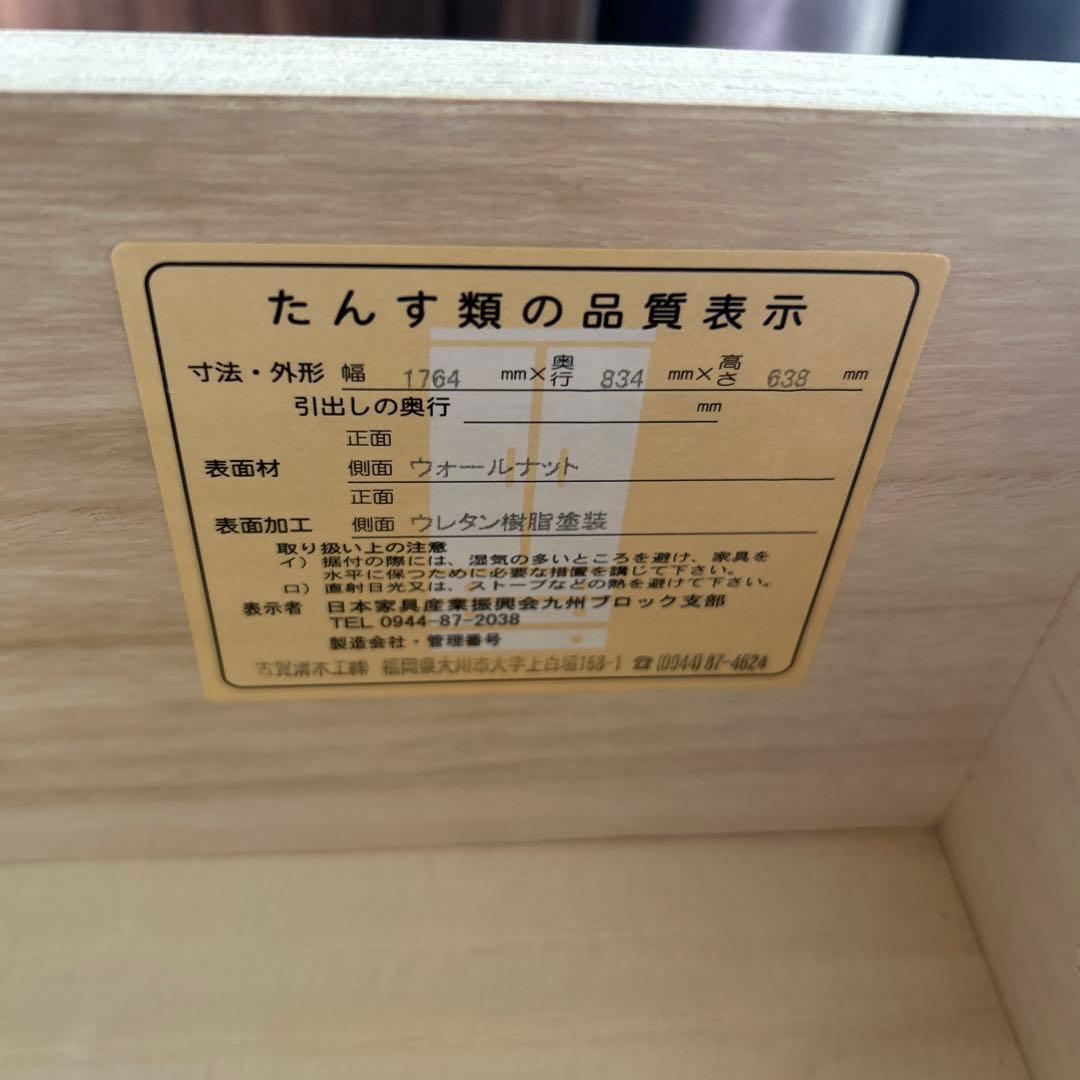 たんす類の品質表示
寸法・外形 幅 1764 mm×奥行 834 mm×高さ 638 mm
引出しの奥行 mm
正面
表面材 側面 ウォールナット
正面
表面加工 側面 ウレタン樹脂塗装
取り扱い上の注意
イ）据付の際には、湿気の多いところを避け、家具を
水平に保つために必要な措置を講じて下さい。
ロ）直射日光又は、ストーブなどの熱を避けて下さい。
表示者 日本家具産業振興会九州ブロック支部
TEL 0944-87-2038
製造会社・管理番号
古賀清木工㈱ 福岡県大川市大字上白垣163-1 ☎(0944)87-4624